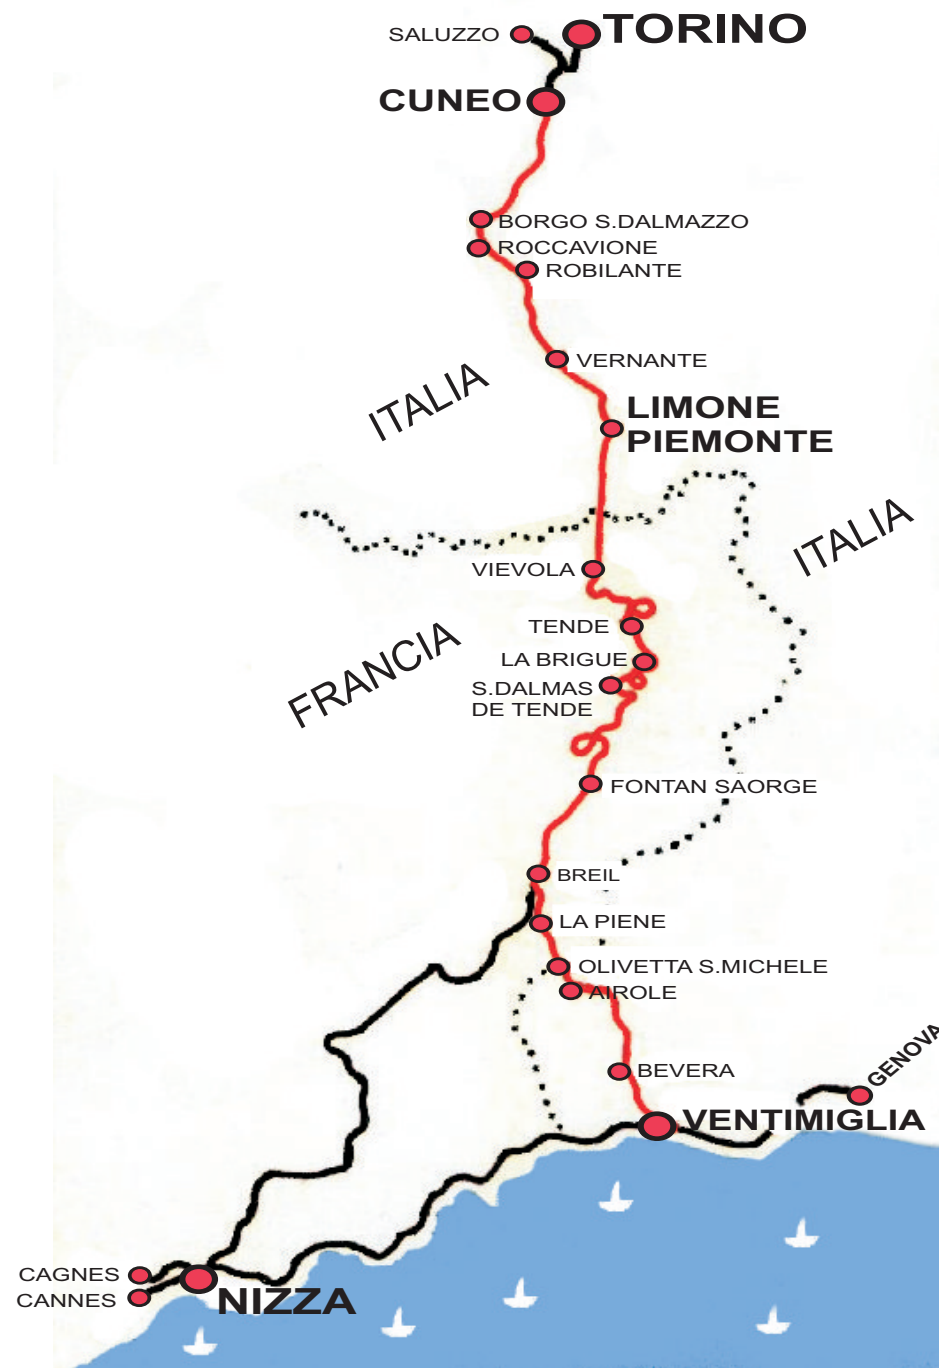 TORINO
SALUZZO
CUNEO
BORGO S.DALMAZZO
ROCCAVIONE
ROBILANTE
VERNANTE
ITALIA
LIMONE
PIEMONTE
ITALIA
VIEVOLA
TENDE
FRANCIA
LA BRIGUE
S.DALMAS
DE TENDE
FONTAN SAORGE
BREIL
LA PIENE
OLIVETTA S.MICHELE
AIROLE
GENOVA
BEVERA
VENTIMIGLIA
CAGNES
CANNES
NIZZA